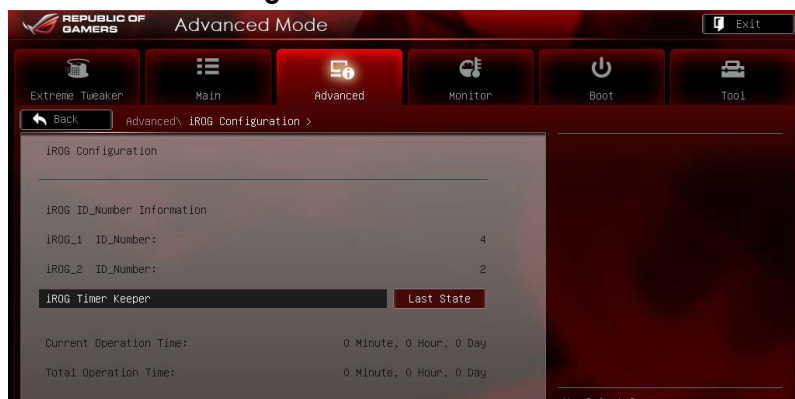 REPUBLIC OF
GAMERS
Advanced Mode
Exit
Extreme Tweaker
Main
Advanced
Monitor
Boot
Tool
Back
Advanced\ iROG Configuration >
iROG Configuration
iROG ID_Number Information
iROG_1 ID_Number: 4
iROG_2 ID_Number: 2
iROG Timer Keeper Last State
Current Operation Time: 0 Minute, 0 Hour, 0 Day
Total Operation Time: 0 Minute, 0 Hour, 0 Day